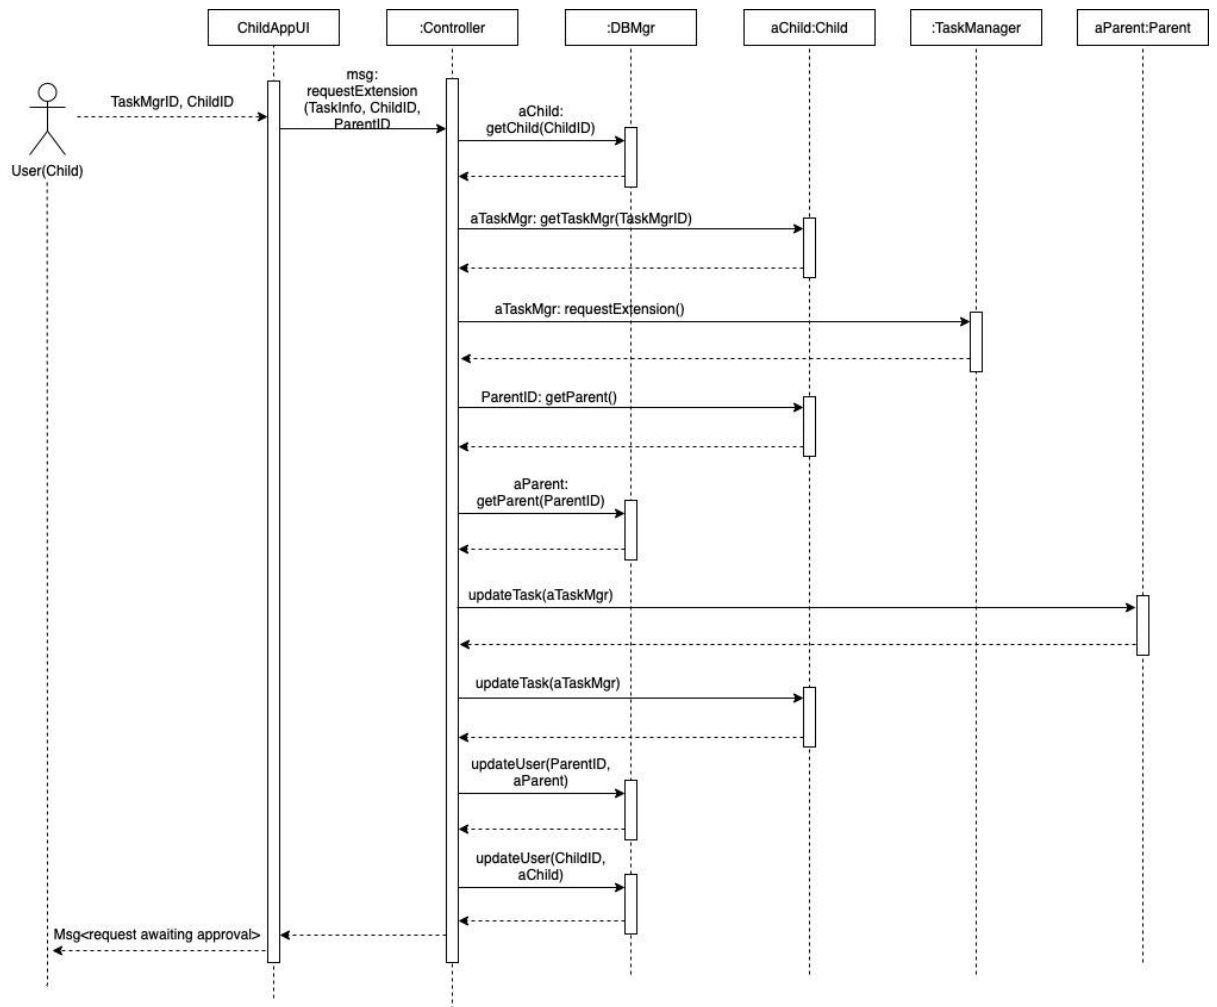 ChildAppUI
:Controller
:DBMgr
aChild:Child
:TaskManager
aParent:Parent
User(Child)
TaskMgrID, ChildID
msg:
requestExtension
(TaskInfo, ChildID,
ParentID
aChild:
getChild(ChildID)
aTaskMgr: getTaskMgr(TaskMgrID)
aTaskMgr: requestExtension()
ParentID: getParent()
aParent:
getParent(ParentID)
updateTask(aTaskMgr)
updateTask(aTaskMgr)
updateUser(ParentID,
aParent)
updateUser(ChildID,
aChild)
Msg<request awaiting approval>